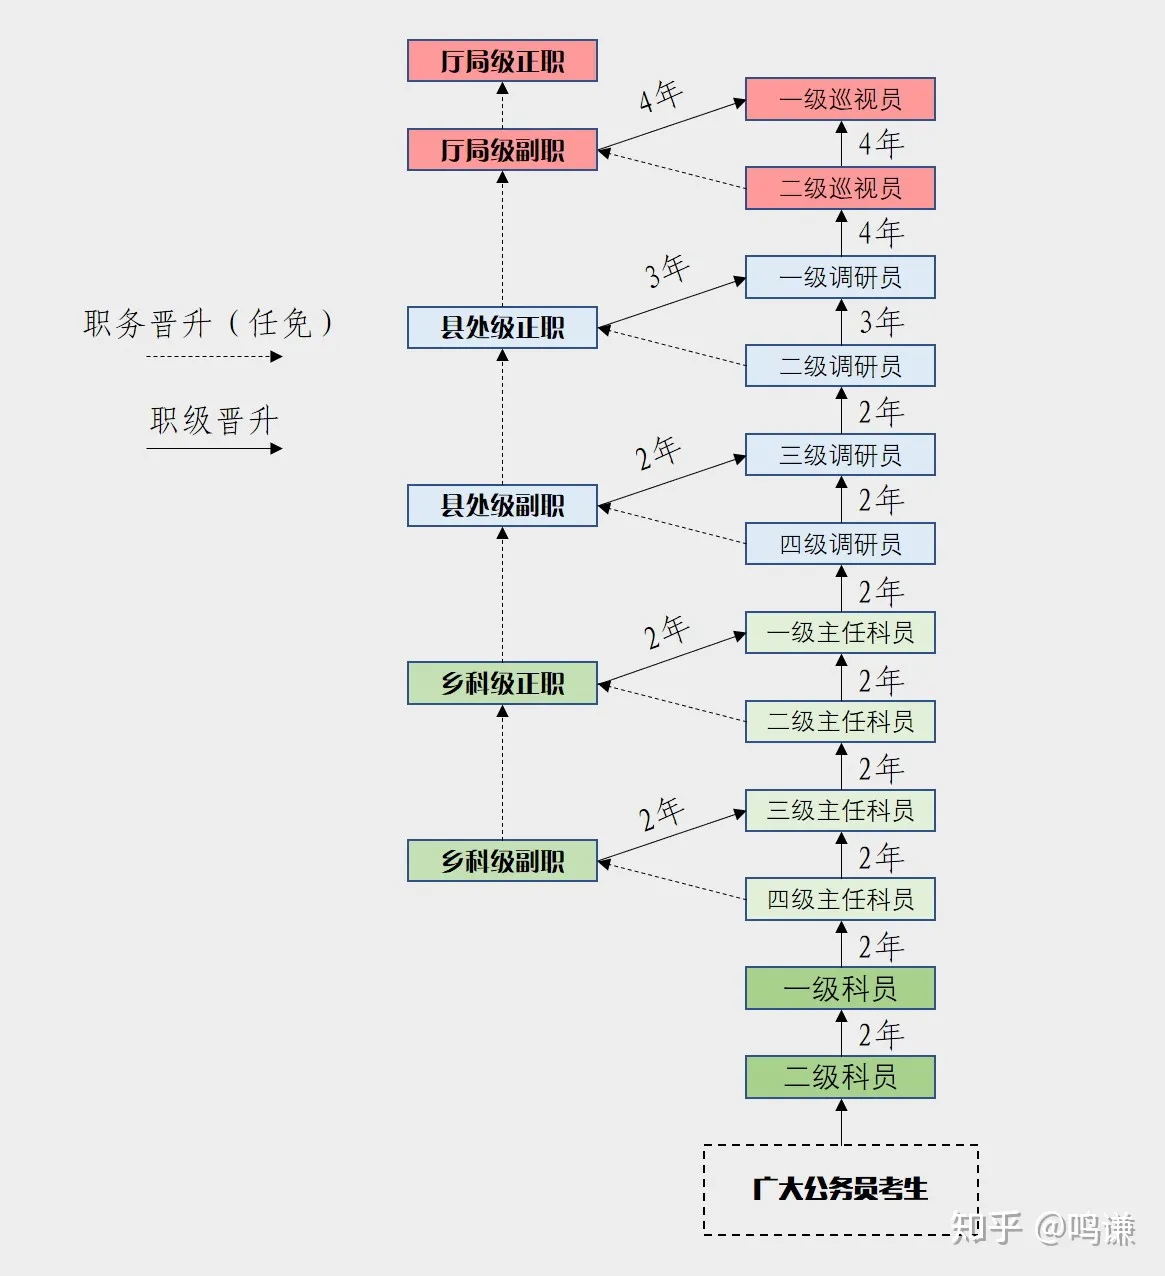 厅局级正职
4年
一级巡视员
厅局级副职
4年
二级巡视员
4年
3年
一级调研员
职务晋升（任免）
县处级正职
3年
二级调研员
职级晋升
2年
2年
三级调研员
县处级副职
2年
四级调研员
2年
2年
一级主任科员
乡科级正职
2年
二级主任科员
2年
2年
三级主任科员
乡科级副职
2年
四级主任科员
2年
一级科员
2年
二级科员
广大公务员考生
知乎 @鸣谦